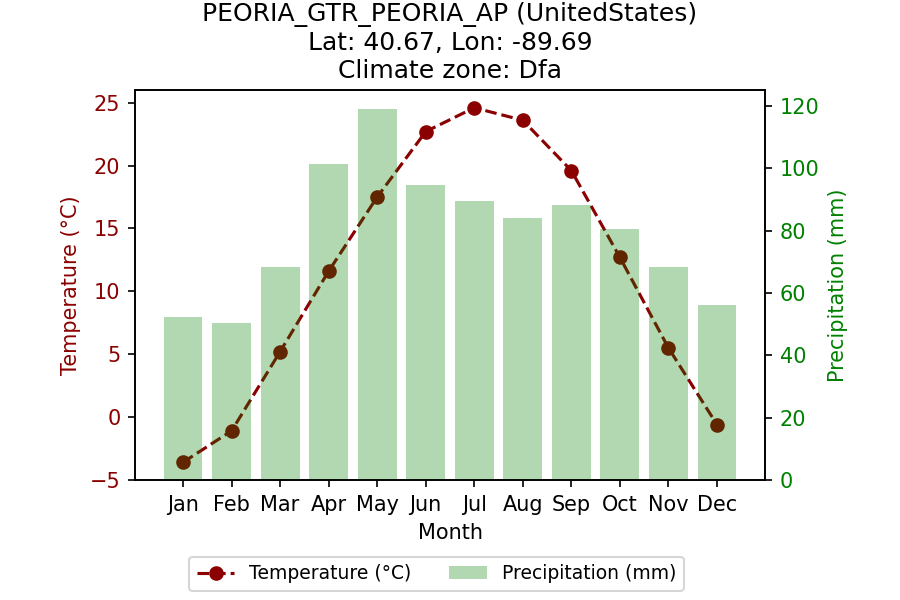 PEORIA_GTR_PEORIA_AP (UnitedStates)
Lat: 40.67, Lon: -89.69
Climate zone: Dfa
25
20
15
10
5
0
−5
Temperature (°C)
120
100
80
60
40
20
0
Precipitation (mm)
Jan Feb Mar Apr May Jun Jul Aug Sep Oct Nov Dec
Month
Temperature (°C) Precipitation (mm)